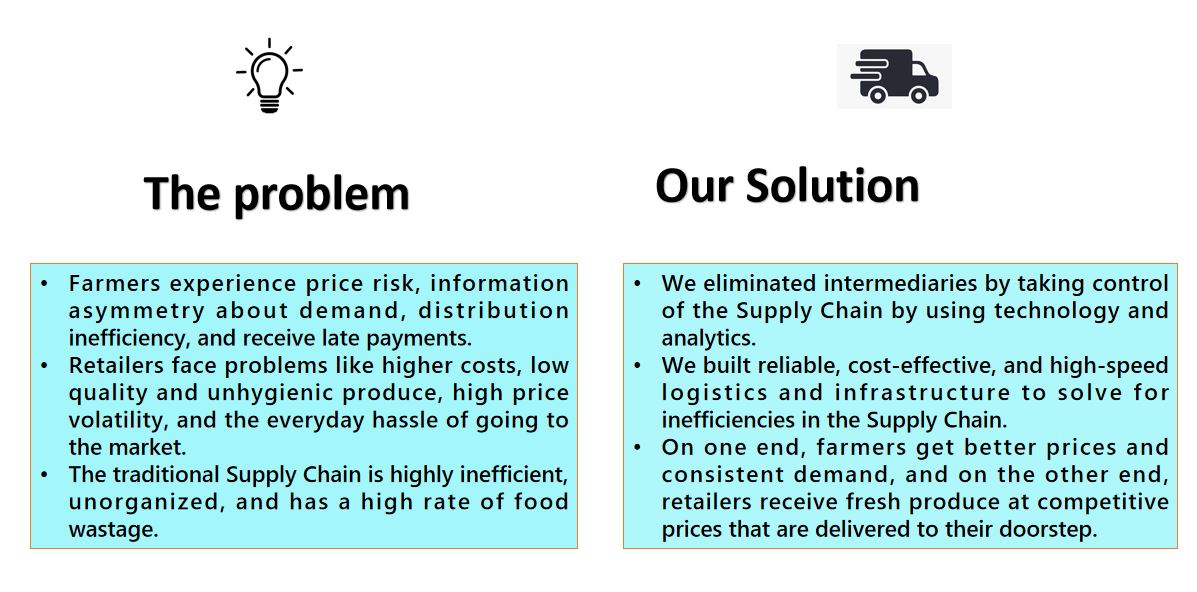 The problem
• Farmers experience price risk, information
asymmetry about demand, distribution
inefficiency, and receive late payments.
• Retailers face problems like higher costs, low
quality and unhygienic produce, high price
volatility, and the everyday hassle of going to
the market.
• The traditional Supply Chain is highly inefficient,
unorganized, and has a high rate of food
wastage.
Our Solution
• We eliminated intermediaries by taking control
of the Supply Chain by using technology and
analytics.
• We built reliable, cost-effective, and high-speed
logistics and infrastructure to solve for
inefficiencies in the Supply Chain.
• On one end, farmers get better prices and
consistent demand, and on the other end,
retailers receive fresh produce at competitive
prices that are delivered to their doorstep.